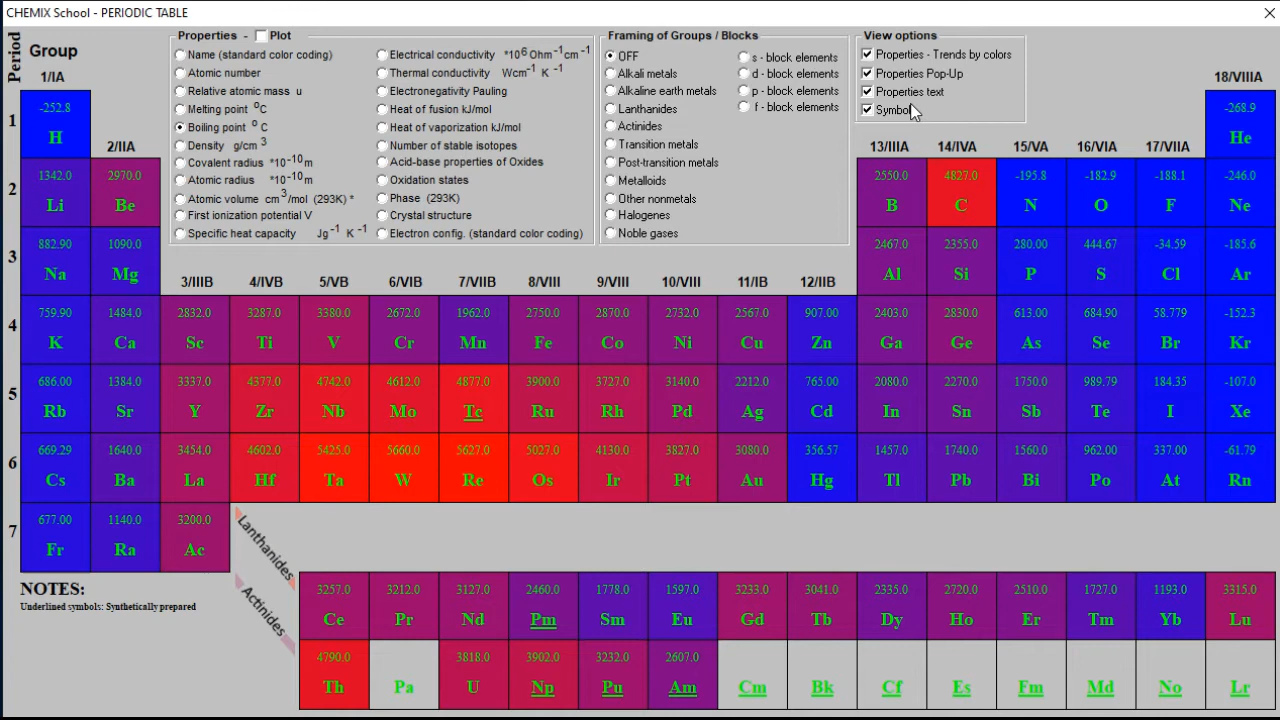 CHEMIX School - PERIODIC TABLE
Period
Group
Properties - Plot
Name (standard color coding)
Atomic number
Relative atomic mass u
Melting point °C
Boiling point °C
Density g/cm3
Covalent radius *10-10m
Atomic radius *10-10m
Atomic volume cm3/mol (293K) *
First ionization potential V
Specific heat capacity Jg-1 K-1
Electrical conductivity *106 Ohm-1cm-1
Thermal conductivity Wcm-1 K-1
Electronegativity Pauling
Heat of fusion kJ/mol
Heat of vaporization kJ/mol
Number of stable isotopes
Acid-base properties of Oxides
Oxidation states
Phase (293K)
Crystal structure
Electron config. (standard color coding)
Framing of Groups / Blocks
OFF
Alkali metals
Alkaline earth metals
Lanthanides
Actinides
Transition metals
Post-transition metals
Metalloids
Other nonmetals
Halogenes
Noble gases
s - block elements
d - block elements
p - block elements
f - block elements
View options
Properties - Trends by colors
Properties Pop-Up
Properties text
Symbol
1/IA 18/VIIIA
1 -252.8 -268.9
H He
2/IIA 13/IIIA 14/IVA 15/VA 16/VIA 17/VIIA
2 1342.0 2970.0 2550.0 4827.0 -195.8 -182.9 -188.1 -246.0
Li Be B C N O F Ne
3 882.90 1090.0 2467.0 2355.0 280.00 444.67 -34.59 -185.6
Na Mg Al Si P S Cl Ar
3/IIIB 4/IVB 5/VB 6/VIB 7/VIIB 8/VIII 9/VIII 10/VIII 11/IB 12/IIB
4 759.90 1484.0 2832.0 3287.0 3380.0 2672.0 1962.0 2750.0 2870.0 2732.0 2567.0 907.00 2403.0 2830.0 613.00 684.90 58.779 -152.3
K Ca Sc Ti V Cr Mn Fe Co Ni Cu Zn Ga Ge As Se Br Kr
5 686.00 1384.0 3337.0 4377.0 4742.0 4612.0 4877.0 3900.0 3727.0 3140.0 2212.0 765.00 2080.0 2270.0 1750.0 989.79 184.35 -107.0
Rb Sr Y Zr Nb Mo Tc Ru Rh Pd Ag Cd In Sn Sb Te I Xe
6 669.29 1640.0 3454.0 4602.0 5425.0 5660.0 5627.0 5027.0 4130.0 3827.0 3080.0 356.57 1457.0 1740.0 1560.0 962.00 337.00 -61.79
Cs Ba La Hf Ta W Re Os Ir Pt Au Hg Tl Pb Bi Po At Rn
7 677.00 1140.0 3200.0
Fr Ra Ac
Lanthanides
Actinides
NOTES:
Underlined symbols: Synthetically prepared
3257.0 3212.0 3127.0 2460.0 1778.0 1597.0 3233.0 3041.0 2335.0 2720.0 2510.0 1727.0 1193.0 3315.0
Ce Pr Nd Pm Sm Eu Gd Tb Dy Ho Er Tm Yb Lu
4790.0 3818.0 3902.0 3232.0 2607.0
Th Pa U Np Pu Am Cm Bk Cf Es Fm Md No Lr